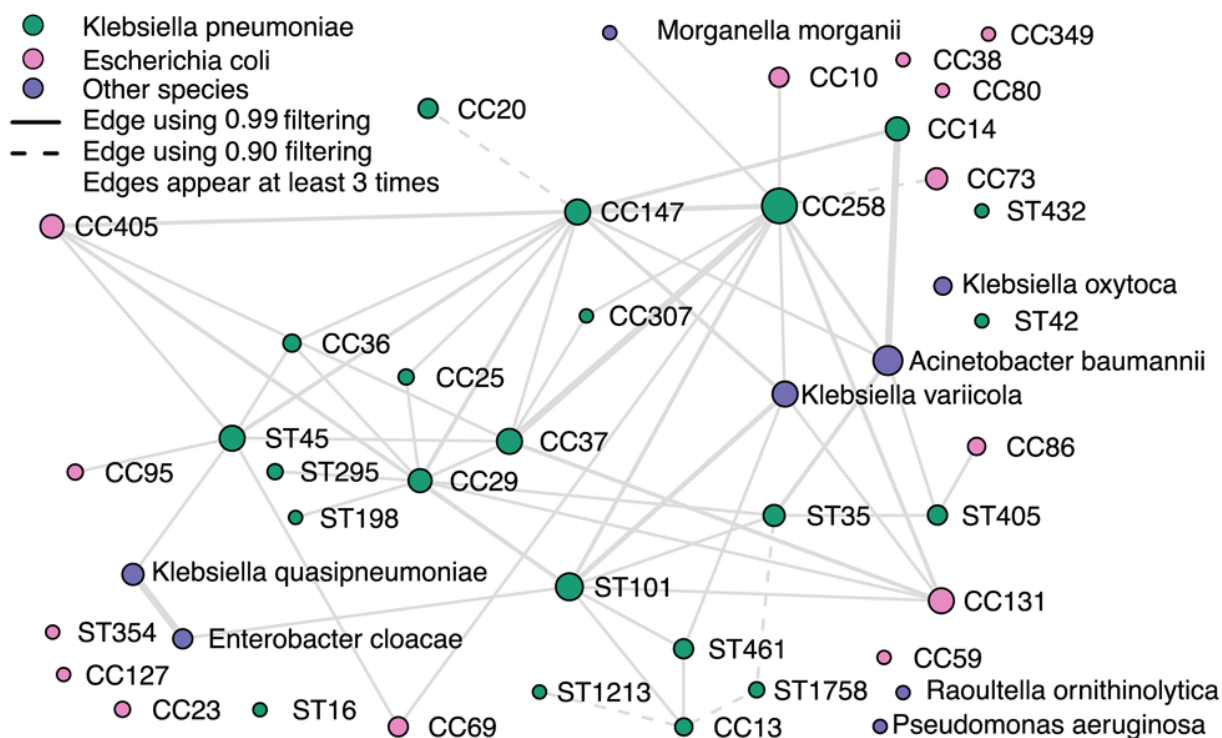 Klebsiella pneumoniae
Escherichia coli
Other species
Edge using 0.99 filtering
Edge using 0.90 filtering
Edges appear at least 3 times
Morganella morganii
CC349
CC38
CC10
CC80
CC20
CC14
CC73
CC147
CC258
ST432
CC405
Klebsiella oxytoca
CC307
ST42
CC36
Acinetobacter baumannii
CC25
Klebsiella variicola
ST45
CC37
CC86
CC95
ST295
CC29
ST198
ST35
ST405
Klebsiella quasipneumoniae
ST101
CC131
ST354
Enterobacter cloacae
ST461
CC59
CC127
ST1213
ST1758
Raoultella ornithinolytica
CC23
ST16
CC69
CC13
Pseudomonas aeruginosa